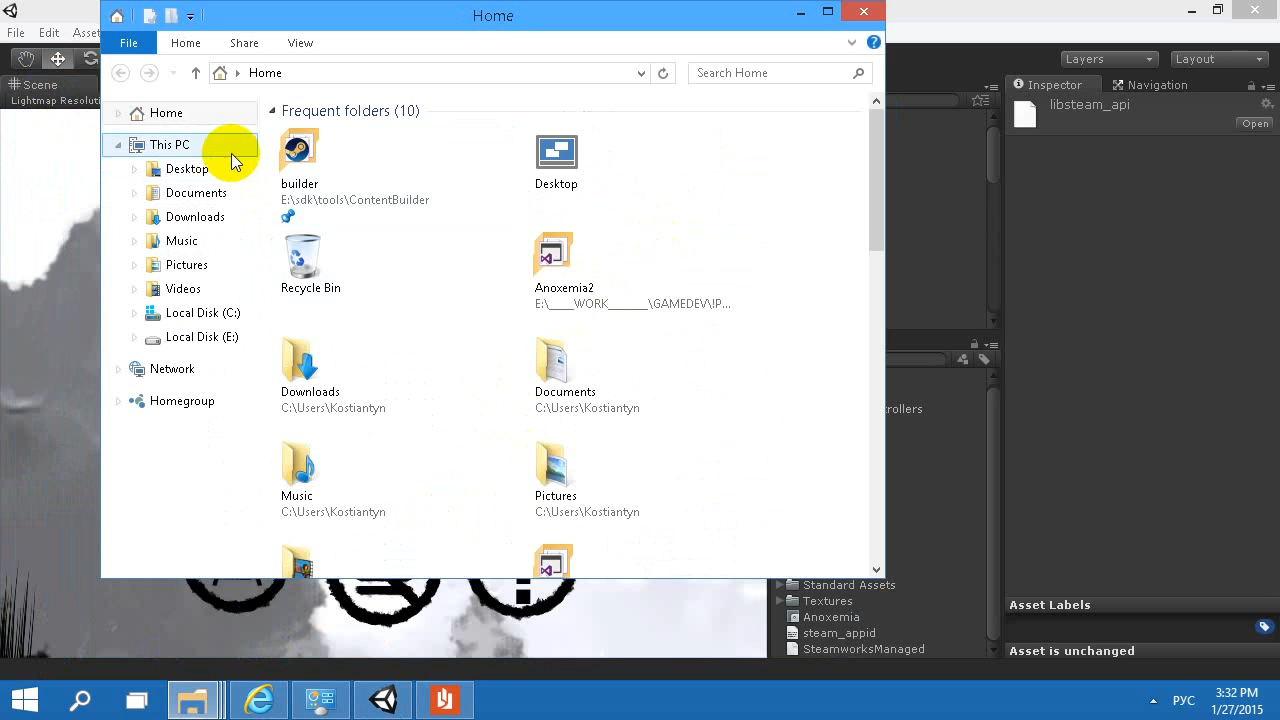 Home
File Edit Asset
File Home Share View
Home
Search Home
Layers Layout
Scene
Lightmap Resoluti
Inspector Navigation
libsteam_api
Open
Home
This PC
Desktop
Documents
Downloads
Music
Pictures
Videos
Local Disk (C:)
Local Disk (E:)
Network
Homegroup
Frequent folders (10)
builder
E:\sdk\tools\ContentBuilder
Desktop
Recycle Bin
Anoxemia2
E:\____WORK_______\GAMEDEV\IP...
Downloads
C:\Users\Kostiantyn
Documents
C:\Users\Kostiantyn
Music
C:\Users\Kostiantyn
Pictures
C:\Users\Kostiantyn
trollers
Standard Assets
Textures
Anoxemia
steam_appid
SteamworksManaged
Asset Labels
Asset is unchanged
РУС
3:32 PM
1/27/2015